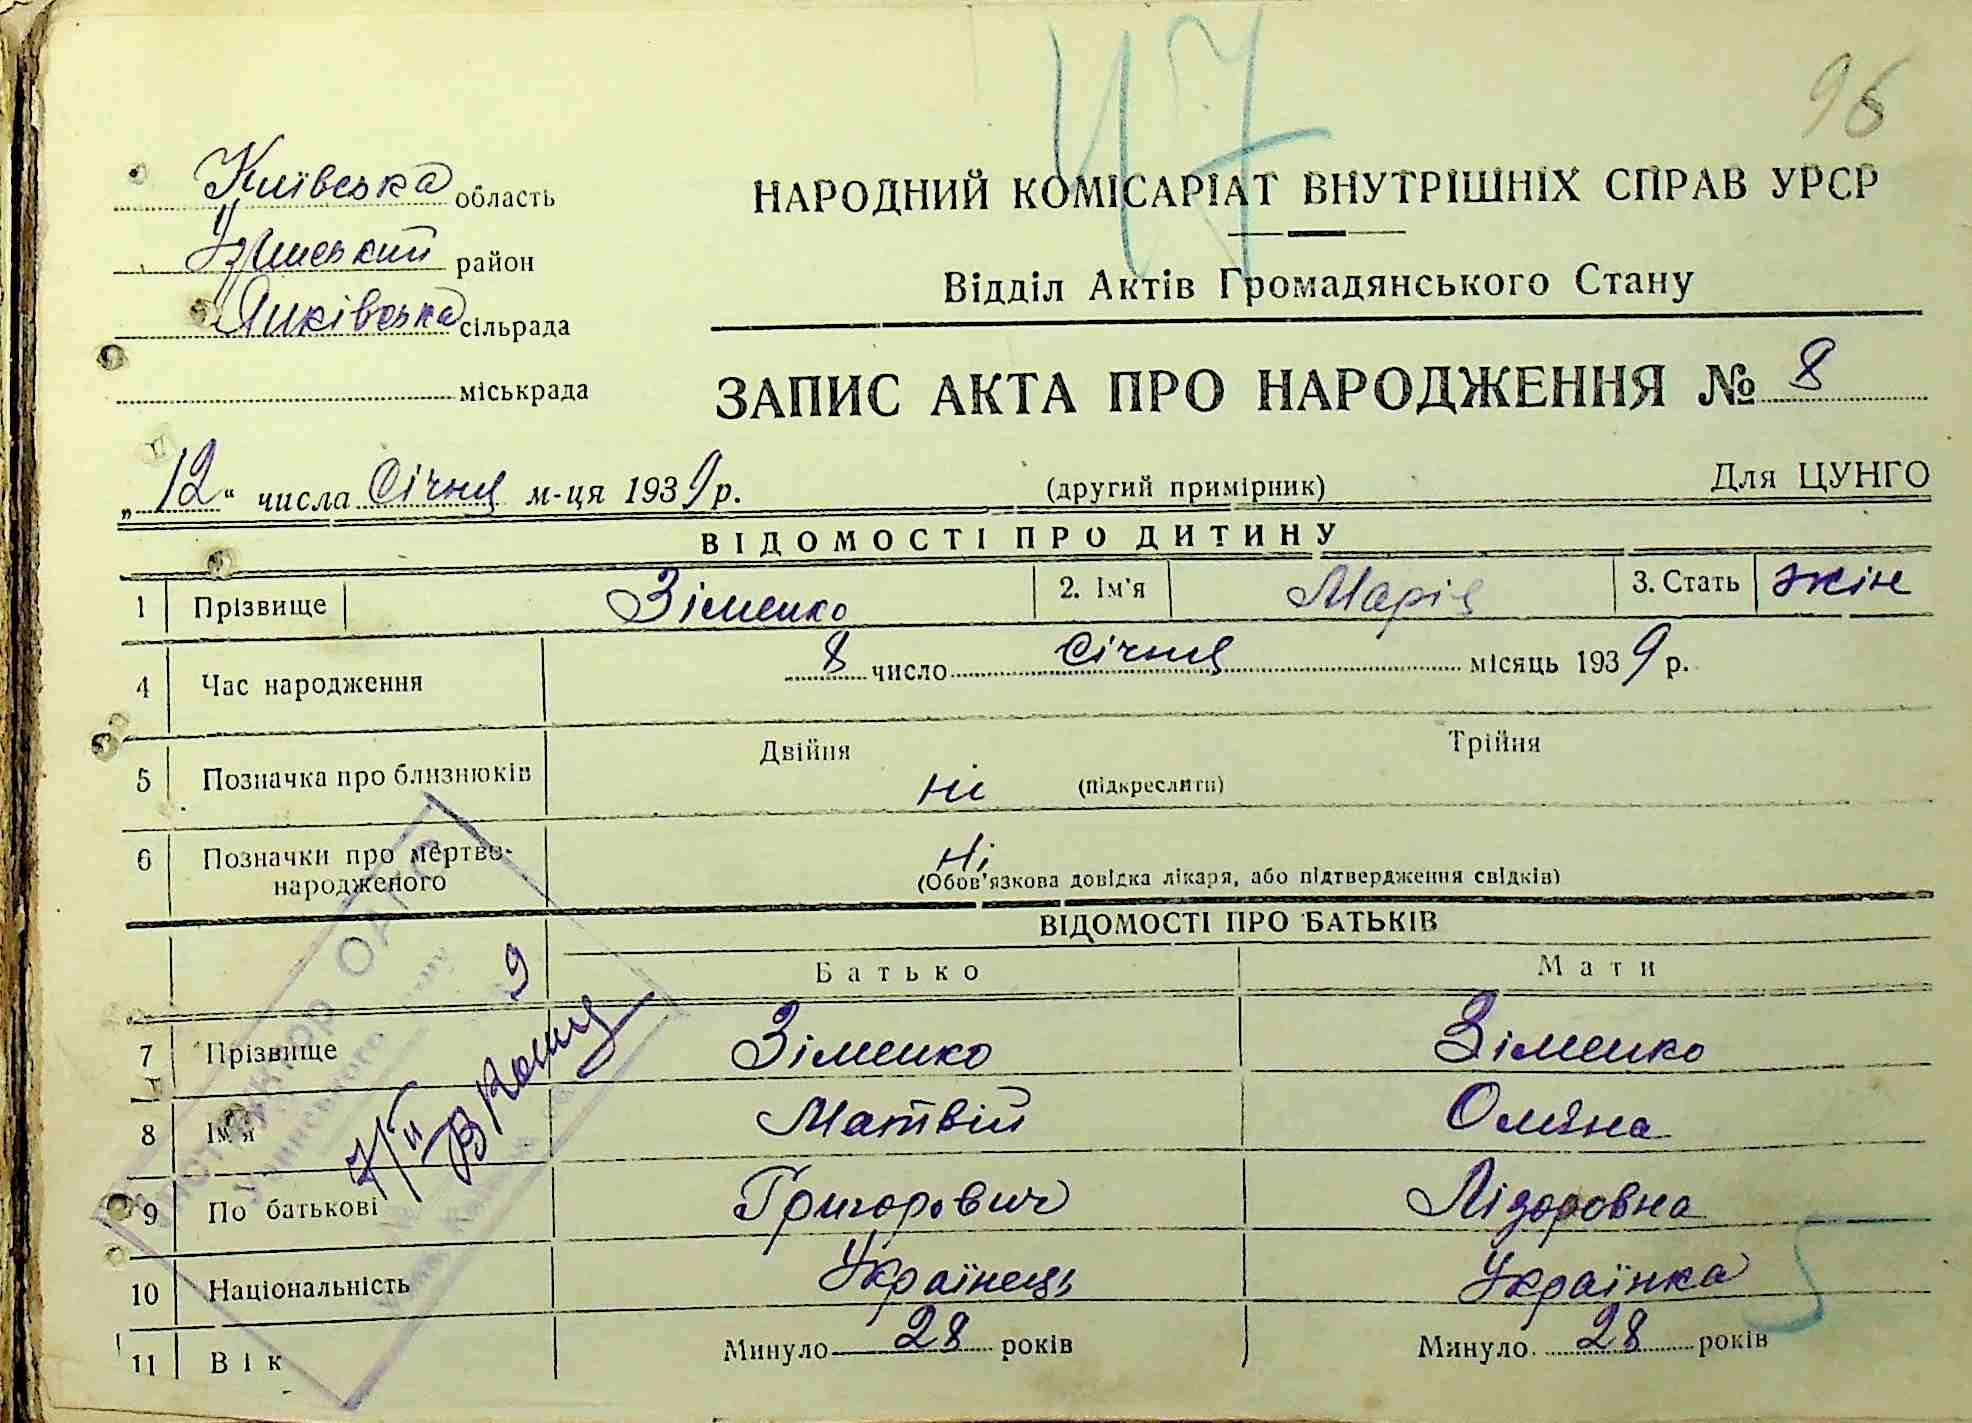 47
96
Київська область
Узинський район
Янківська сільрада
міськрада
НАРОДНИЙ КОМІСАРІАТ ВНУТРІШНІХ СПРАВ УРСР
Відділ Актів Громадянського Стану
ЗАПИС АКТА ПРО НАРОДЖЕННЯ № 8
„12“ числа Січня м-ця 1939 р. (другий примірник) Для ЦУНГО
ВІДОМОСТІ ПРО ДИТИНУ
1 Прізвище Зіменко 2. Ім'я Марія 3. Стать жін
4 Час народження 8 число Січня місяць 1939 р.
5 Позначка про близнюків Двійня ні (підкреслити) Трійня
6 Позначки про мертво-
народженого Ні (Обов'язкова довідка лікаря, або підтвердження свідків)
ВІДОМОСТІ ПРО БАТЬКІВ
Батько Мати
7 Прізвище Зіменко Зіменко
8 Ім'я Матвій Оляна
9 По батькові Григорович Лідоровна
10 Національність Українець Українка
11 Вік Минуло 28 років Минуло 28 років